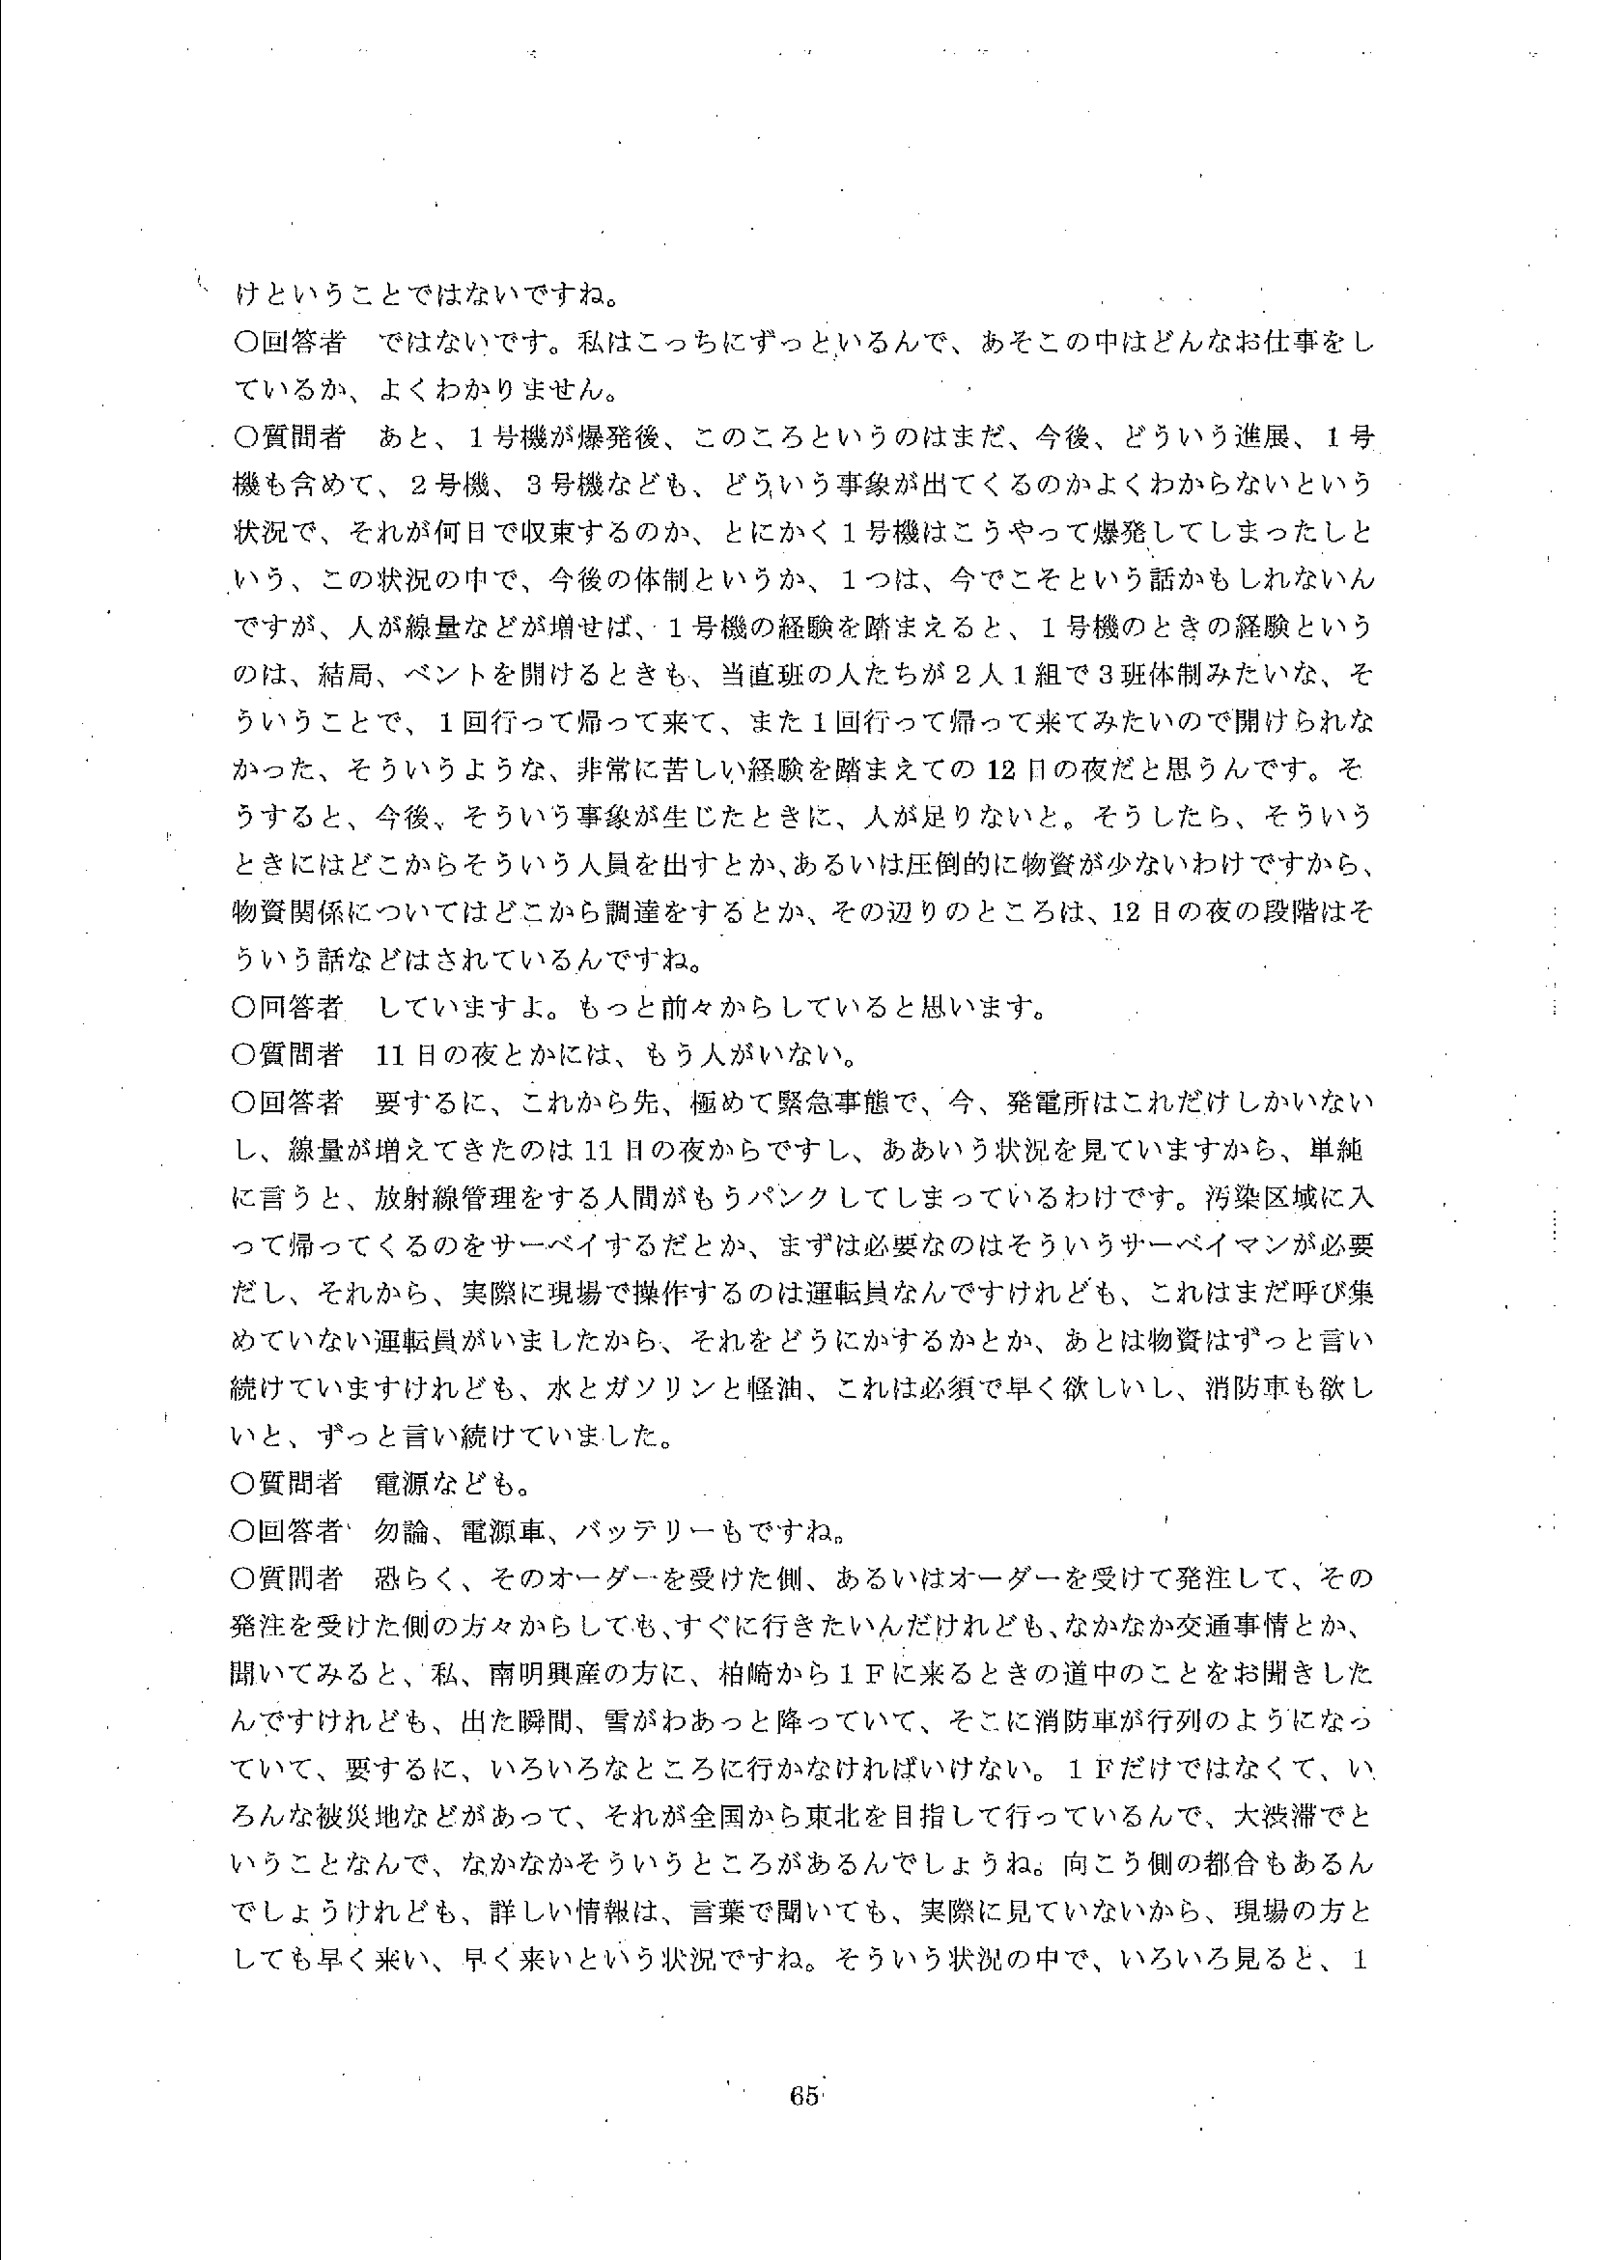 けということではないですね。
○回答者　ではないです。私はこっちにずっといるんで、あそこの中はどんなお仕事をし
ているか、よくわかりません。
○質問者　あと、１号機が爆発後、このころというのはまだ、今後、どういう進展、１号
機も含めて、２号機、３号機なども、どういう事象が出てくるのかよくわからないという
状況で、それが何日で収束するのか、とにかく１号機はこうやって爆発してしまったしと
いう、この状況の中で、今後の体制というか、１つは、今でこそという話かもしれないん
ですが、人が線量などが増せば、１号機の経験を踏まえると、１号機のときの経験という
のは、結局、ベントを開けるときも、当直班の人たちが２人１組で３班体制みたいな、そ
ういうことで、１回行って帰って来て、また１回行って帰って来てみたいので開けられな
かった、そういうような、非常に苦しい経験を踏まえての 12 日の夜だと思うんです。そ
うすると、今後、そういう事象が生じたときに、人が足りないと。そうしたら、そういう
ときにはどこからそういう人員を出すとか、あるいは圧倒的に物資が少ないわけですから、
物資関係についてはどこから調達をするとか、その辺りのところは、12 日の夜の段階はそ
ういう話などはされているんですね。
○回答者　していますよ。もっと前々からしていると思います。
○質問者　11 日の夜とかには、もう人がいない。
○回答者　要するに、これから先、極めて緊急事態で、今、発電所はこれだけしかいない
し、線量が増えてきたのは 11 日の夜からですし、ああいう状況を見ていますから、単純
に言うと、放射線管理をする人間がもうパンクしてしまっているわけです。汚染区域に入
って帰ってくるのをサーベイするだとか、まずは必要なのはそういうサーベイマンが必要
だし、それから、実際に現場で操作するのは運転員なんですけれども、これはまだ呼び集
めていない運転員がいましたから、それをどうにかするかとか、あとは物資はずっと言い
続けていますけれども、水とガソリンと軽油、これは必須で早く欲しいし、消防車も欲し
いと、ずっと言い続けていました。
○質問者　電源なども。
○回答者　勿論、電源車、バッテリーもですね。
○質問者　恐らく、そのオーダーを受けた側、あるいはオーダーを受けて発注して、その
発注を受けた側の方々からしても、すぐに行きたいんだけれども、なかなか交通事情とか、
聞いてみると、私、南明興産の方に、柏崎から１Ｆに来るときの道中のことをお聞きした
んですけれども、出た瞬間、雪がわあっと降っていて、そこに消防車が行列のようになっ
ていて、要するに、いろいろなところに行かなければいけない。１Ｆだけではなくて、い
ろんな被災地などがあって、それが全国から東北を目指して行っているんで、大渋滞でと
いうことなんで、なかなかそういうところがあるんでしょうね。向こう側の都合もあるん
でしょうけれども、詳しい情報は、言葉で聞いても、実際に見ていないから、現場の方と
しても早く来い、早く来いという状況ですね。そういう状況の中で、いろいろ見ると、１
65